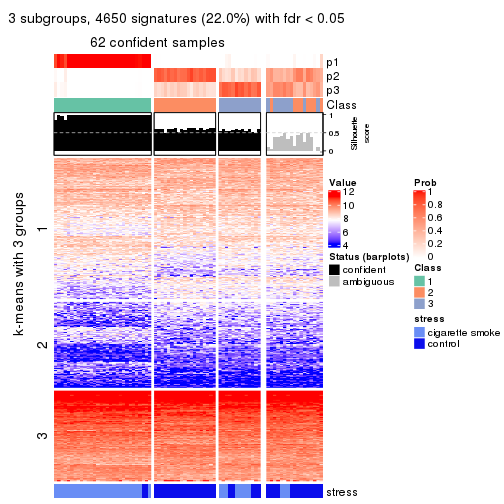 3 subgroups, 4650 signatures (22.0%) with fdr < 0.05
62 confident samples
p1
p2
p3
Class
1
0.5
0
Silhouette
score
k-means with 3 groups
1
2
3
stress
Value
12
10
8
6
4
Status (barplots)
confident
ambiguous
Prob
1
0.8
0.6
0.4
0.2
0
Class
1
2
3
stress
cigarette smoke
control